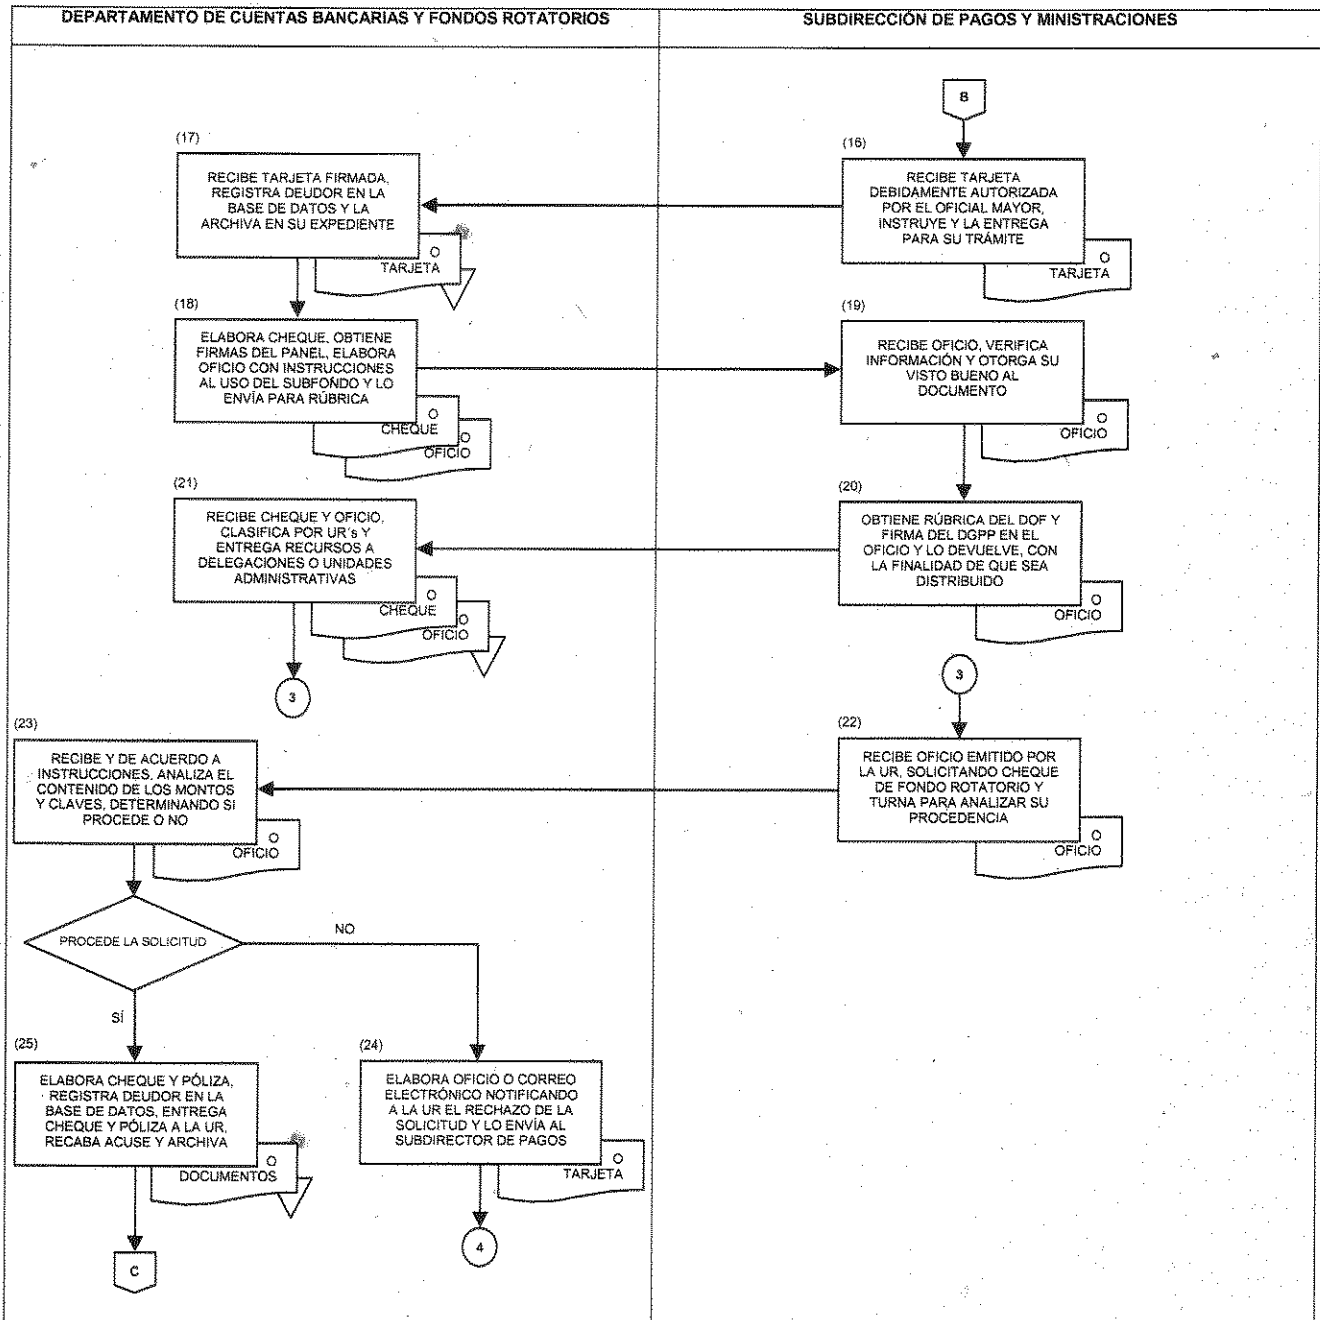 DEPARTAMENTO DE CUENTAS BANCARIAS Y FONDOS ROTATORIOS
SUBDIRECCIÓN DE PAGOS Y MINISTRACIONES
B
(16)
RECIBE TARJETA
DEBIDAMENTE AUTORIZADA
POR EL OFICIAL MAYOR,
INSTRUYE Y LA ENTREGA
PARA SU TRÁMITE
O
TARJETA
(17)
RECIBE TARJETA FIRMADA,
REGISTRA DEUDOR EN LA
BASE DE DATOS Y LA
ARCHIVA EN SU EXPEDIENTE
O
TARJETA
(18)
ELABORA CHEQUE, OBTIENE
FIRMAS DEL PANEL, ELABORA
OFICIO CON INSTRUCCIONES
AL USO DEL SUBFONDO Y LO
ENVÍA PARA RÚBRICA
O
CHEQUE
O
OFICIO
(19)
RECIBE OFICIO, VERIFICA
INFORMACIÓN Y OTORGA SU
VISTO BUENO AL
DOCUMENTO
O
OFICIO
(20)
OBTIENE RÚBRICA DEL DOF Y
FIRMA DEL DGPP EN EL
OFICIO Y LO DEVUELVE, CON
LA FINALIDAD DE QUE SEA
DISTRIBUIDO
O
OFICIO
(21)
RECIBE CHEQUE Y OFICIO,
CLASIFICA POR UR's Y
ENTREGA RECURSOS A
DELEGACIONES O UNIDADES
ADMINISTRATIVAS
O
CHEQUE
O
OFICIO
3
3
(22)
RECIBE OFICIO EMITIDO POR
LA UR, SOLICITANDO CHEQUE
DE FONDO ROTATORIO Y
TURNA PARA ANALIZAR SU
PROCEDENCIA
O
OFICIO
(23)
RECIBE Y DE ACUERDO A
INSTRUCCIONES, ANALIZA EL
CONTENIDO DE LOS MONTOS
Y CLAVES, DETERMINANDO SI
PROCEDE O NO
O
OFICIO
PROCEDE LA SOLICITUD
NO
SÍ
(25)
ELABORA CHEQUE Y PÓLIZA,
REGISTRA DEUDOR EN LA
BASE DE DATOS, ENTREGA
CHEQUE Y PÓLIZA A LA UR,
RECABA ACUSE Y ARCHIVA
O
DOCUMENTOS
C
(24)
ELABORA OFICIO O CORREO
ELECTRÓNICO NOTIFICANDO
A LA UR EL RECHAZO DE LA
SOLICITUD Y LO ENVÍA AL
SUBDIRECTOR DE PAGOS
O
TARJETA
4